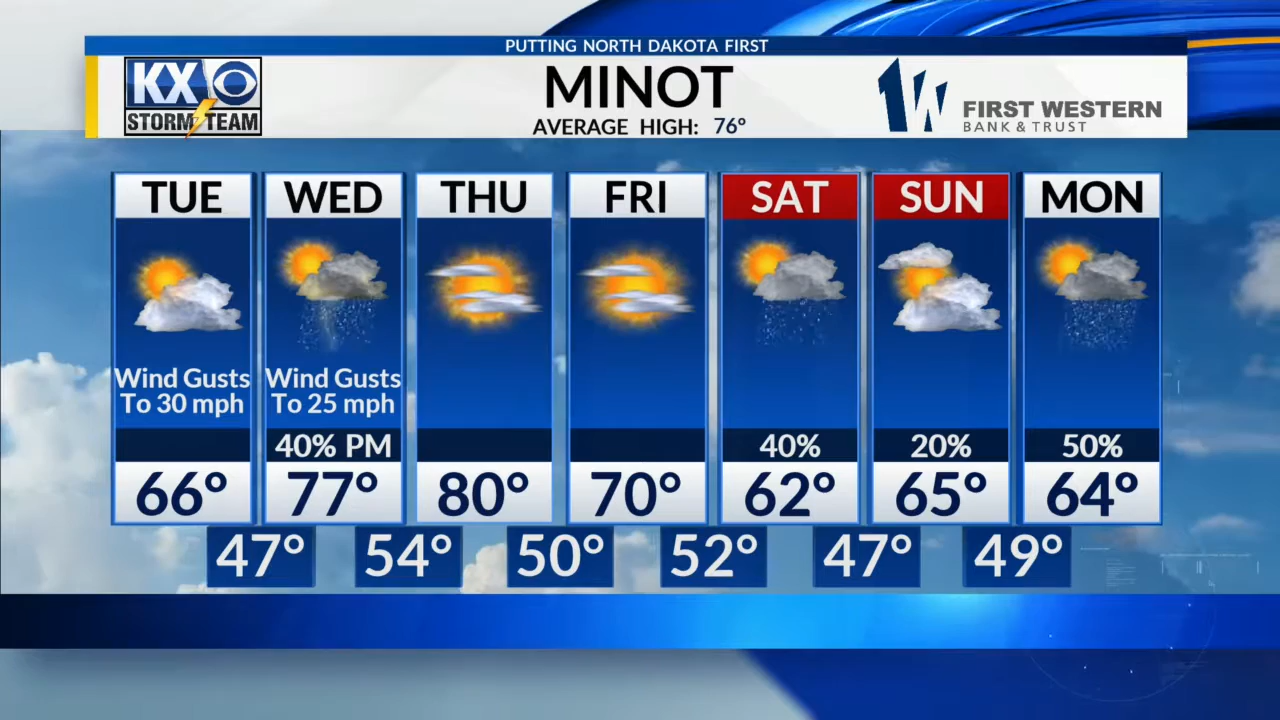 PUTTING NORTH DAKOTA FIRST
KX
STORM TEAM
MINOT
AVERAGE HIGH: 76°
FIRST WESTERN
BANK & TRUST
TUE WED THU FRI SAT SUN MON
Wind Gusts Wind Gusts
To 30 mph To 25 mph
40% PM 40% 20% 50%
66° 77° 80° 70° 62° 65° 64°
47° 54° 50° 52° 47° 49°